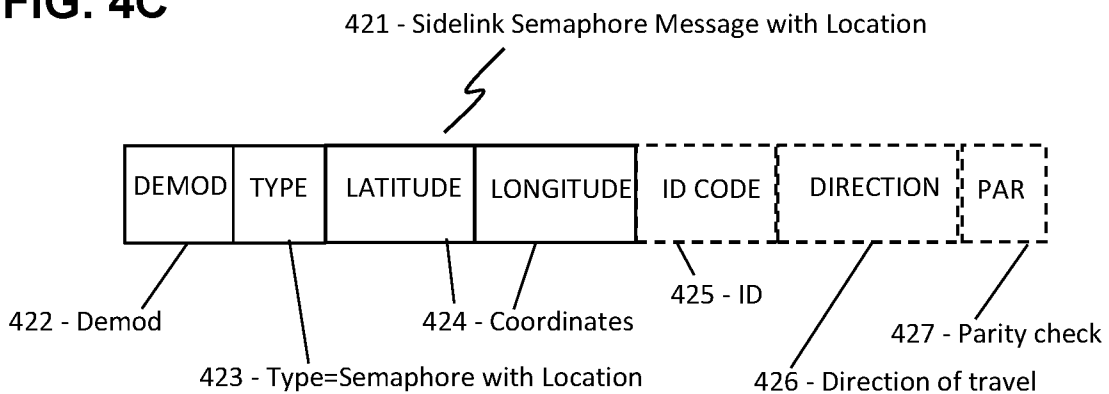 FIG. 4C
421 - Sidelink Semaphore Message with Location
DEMOD TYPE LATITUDE LONGITUDE ID CODE DIRECTION PAR
425 - ID
422 - Demod 424 - Coordinates
427 - Parity check
423 - Type=Semaphore with Location 426 - Direction of travel